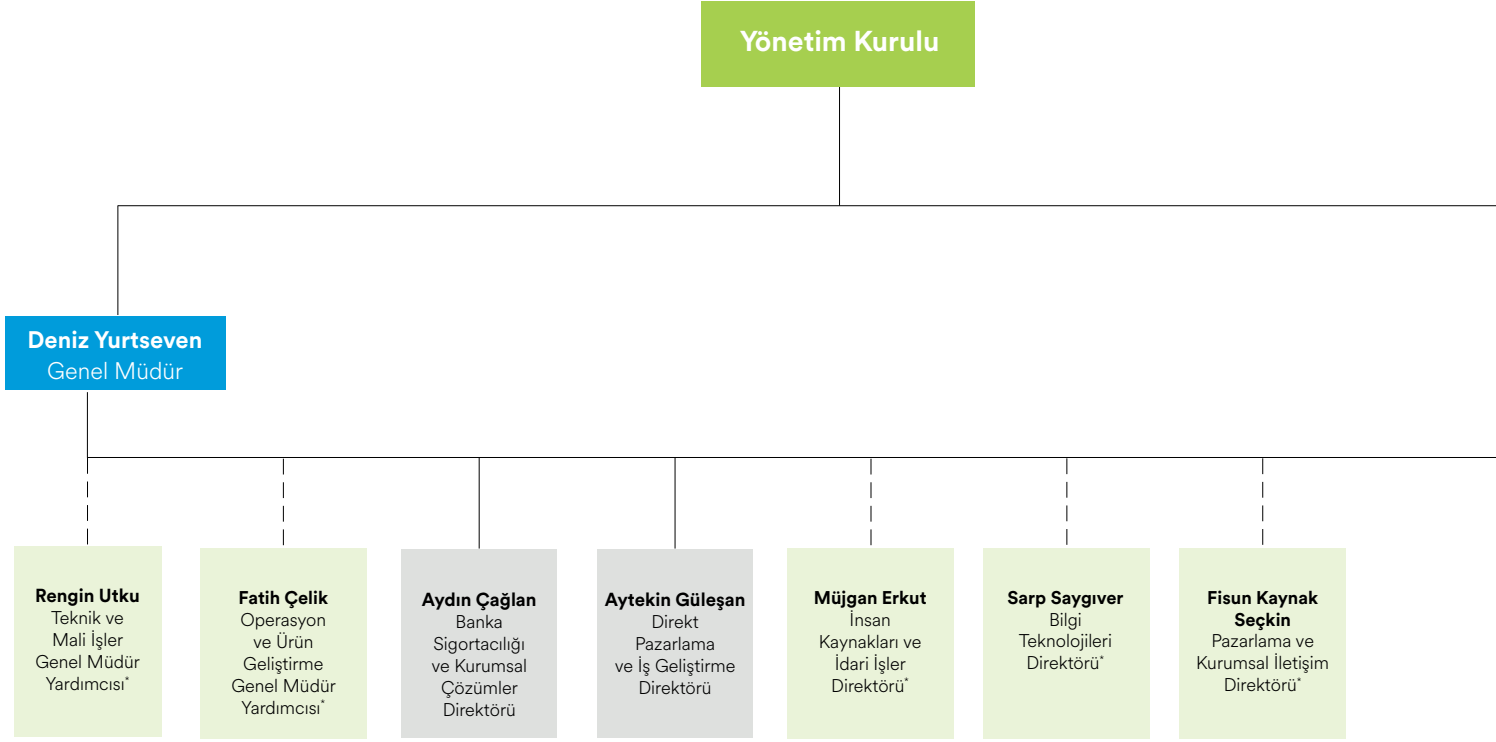 Yönetim Kurulu
Deniz Yurtseven
Genel Müdür
Rengin Utku
Teknik ve
Mali İşler
Genel Müdür
Yardımcısı*
Fatih Çelik
Operasyon
ve Ürün
Geliştirme
Genel Müdür
Yardımcısı*
Aydın Çağlan
Banka
Sigortacılığı
ve Kurumsal
Çözümler
Direktörü
Aytekin Güleşan
Direkt
Pazarlama
ve İş Geliştirme
Direktörü
Müjgan Erkut
İnsan
Kaynakları ve
İdari İşler
Direktörü*
Sarp Saygıver
Bilgi
Teknolojileri
Direktörü*
Fisun Kaynak
Seçkin
Pazarlama ve
Kurumsal İletişim
Direktörü*